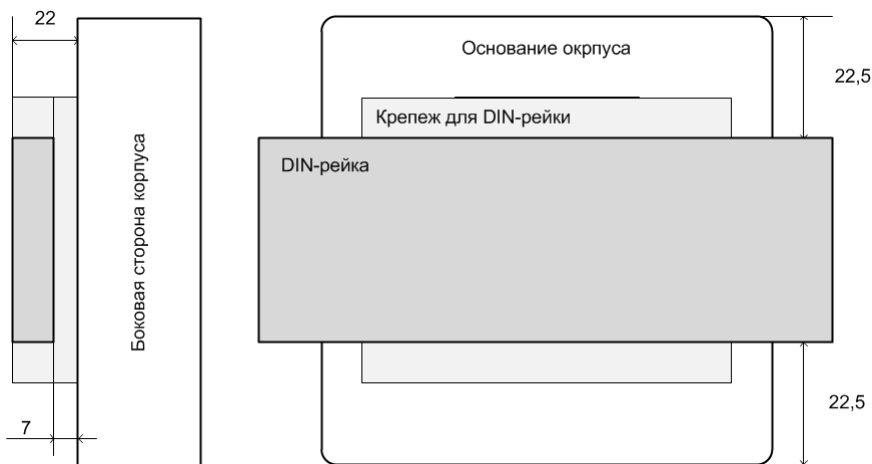 22
Основание окрпуса
22,5
Крепеж для DIN-рейки
DIN-рейка
Боковая сторона корпуса
22,5
7